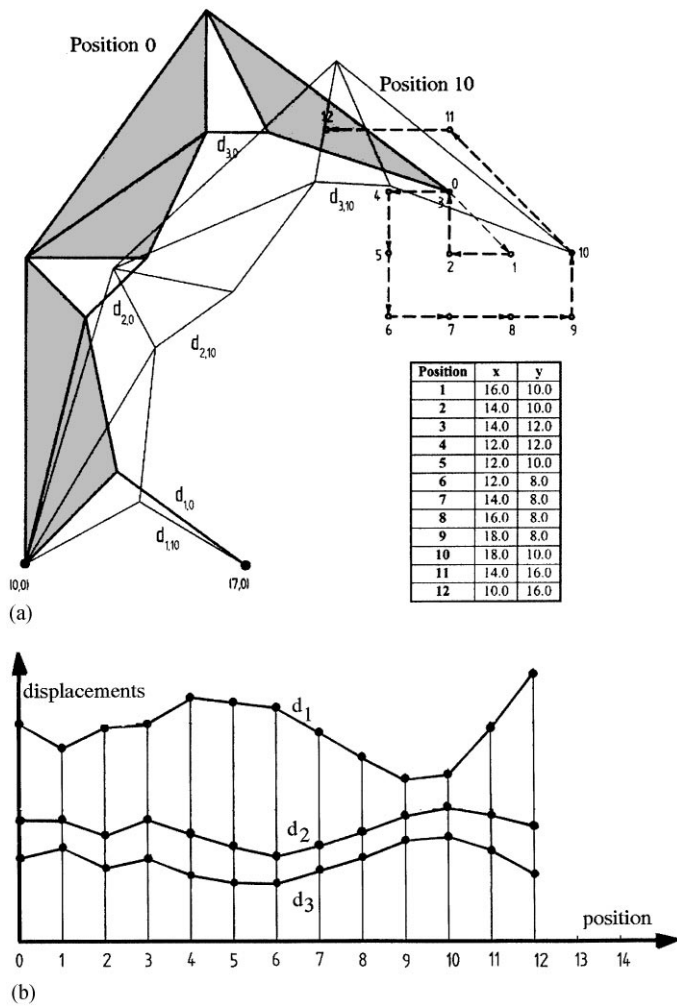 Position 0
Position 10
12
11
d3,0
0
4
3
d3,10
5
2
1
10
d2,0
6
7
8
9
d2,10
Position x y
1 16.0 10.0
2 14.0 10.0
3 14.0 12.0
4 12.0 12.0
5 12.0 10.0
6 12.0 8.0
7 14.0 8.0
8 16.0 8.0
9 18.0 8.0
10 18.0 10.0
11 14.0 16.0
12 10.0 16.0
d1,0
d1,10
(0,0)
(7,0)
(a)
displacements
d1
d2
d3
position
0 1 2 3 4 5 6 7 8 9 10 11 12 13 14
(b)